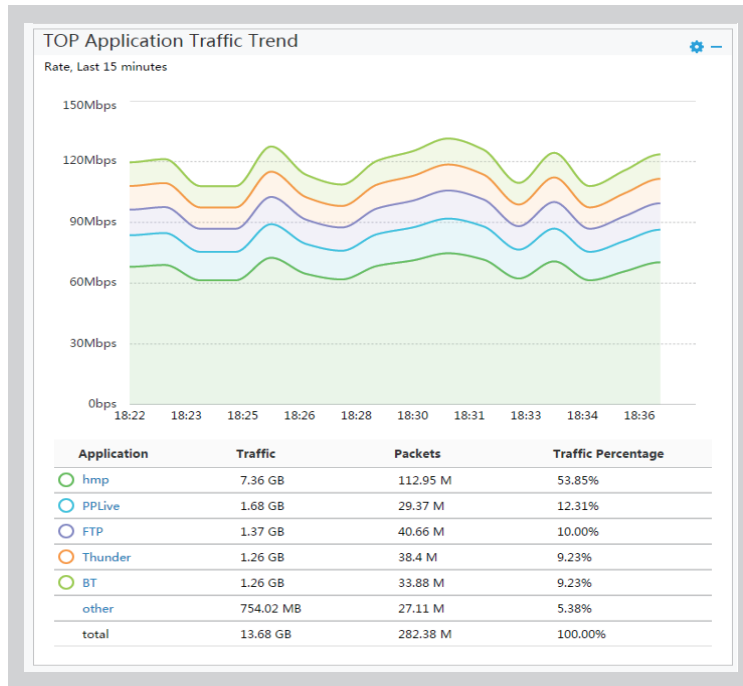 TOP Application Traffic Trend
Rate, Last 15 minutes
150Mbps
120Mbps
90Mbps
60Mbps
30Mbps
0bps
18:22 18:23 18:25 18:26 18:28 18:30 18:31 18:33 18:34 18:36
Application Traffic Packets Traffic Percentage
hmp 7.36 GB 112.95 M 53.85%
PPLive 1.68 GB 29.37 M 12.31%
FTP 1.37 GB 40.66 M 10.00%
Thunder 1.26 GB 38.4 M 9.23%
BT 1.26 GB 33.88 M 9.23%
other 754.02 MB 27.11 M 5.38%
total 13.68 GB 282.38 M 100.00%